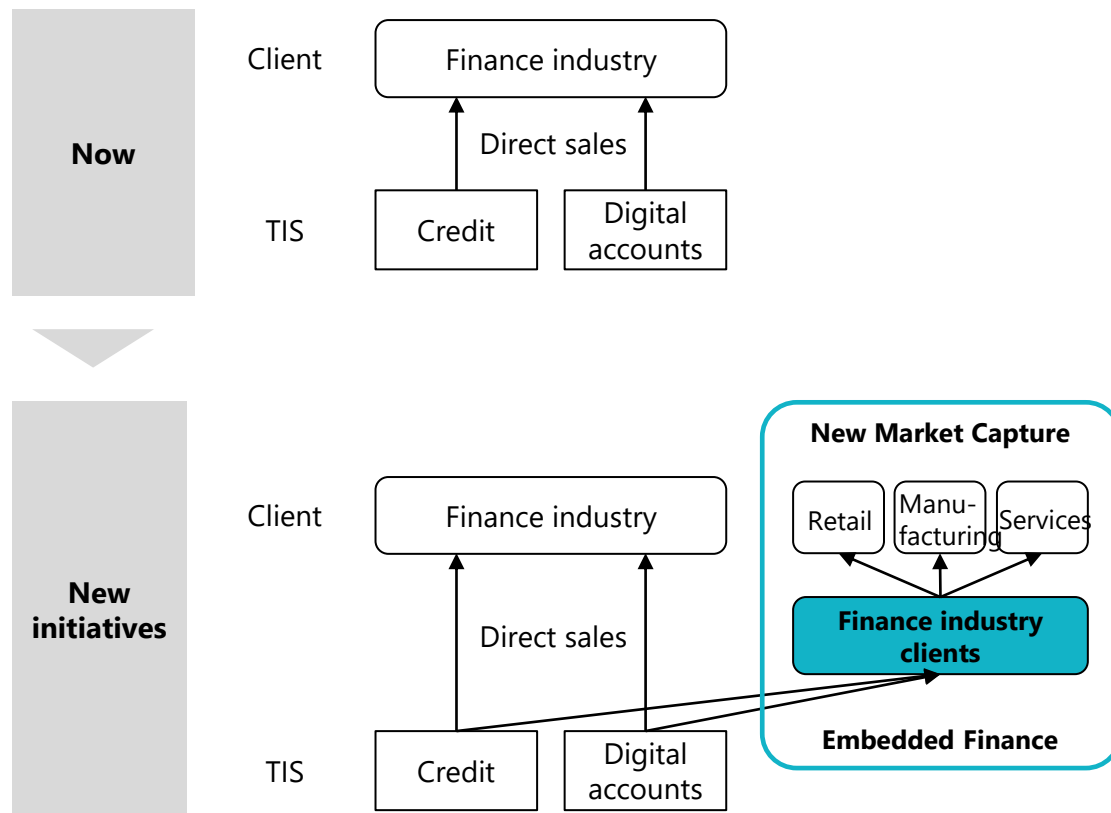 Now
Client
Finance industry
Direct sales
TIS
Credit
Digital
accounts
New
initiatives
Client
Finance industry
Direct sales
TIS
Credit
Digital
accounts
New Market Capture
Retail
Manu-
facturing
Services
Finance industry
clients
Embedded Finance